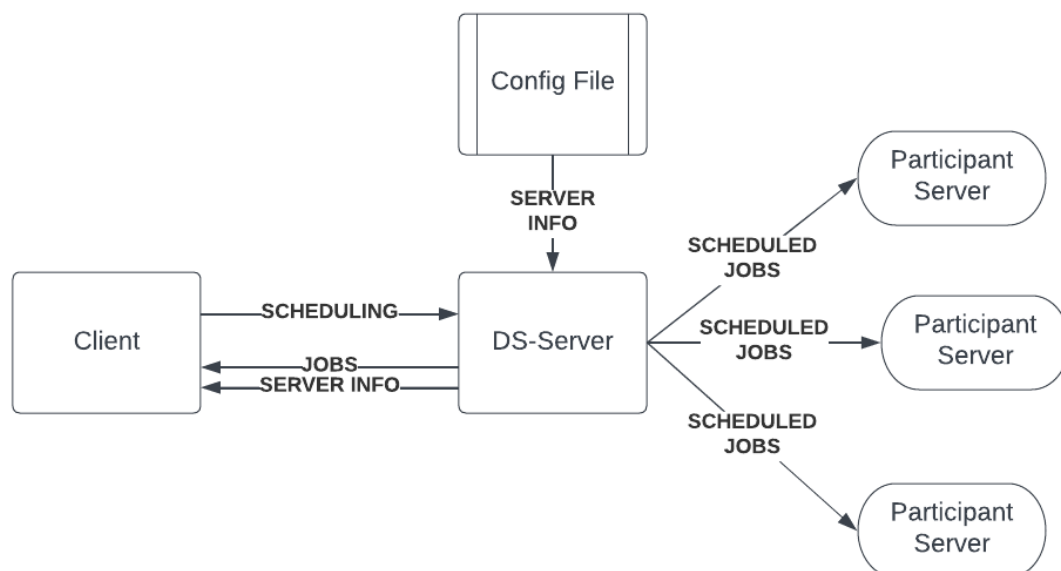 Config File
SERVER
INFO
Participant
Server
SCHEDULED
JOBS
Client
SCHEDULING
JOBS
SERVER INFO
DS-Server
SCHEDULED
JOBS
Participant
Server
SCHEDULED
JOBS
Participant
Server